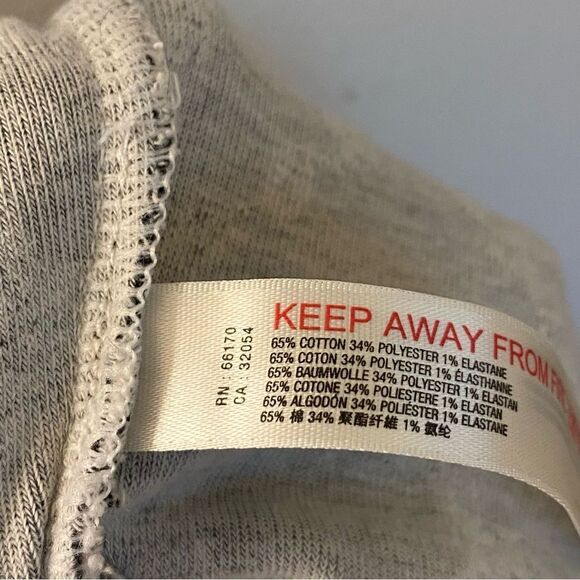 KEEP AWAY FROM
65% COTTON 34% POLYESTER 1% ELASTANE
65% COTON 34% POLYESTER 1% ÉLASTHANNE
65% BAUMWOLLE 34% POLYESTER 1% ELASTAN
65% COTONE 34% POLIESTERE 1% ELASTAN
65% ALGODÓN 34% POLIÉSTER 1% ELASTANE
65% 棉 34% 聚酯纤維 1% 氨纶
RN 66170
CA 32054